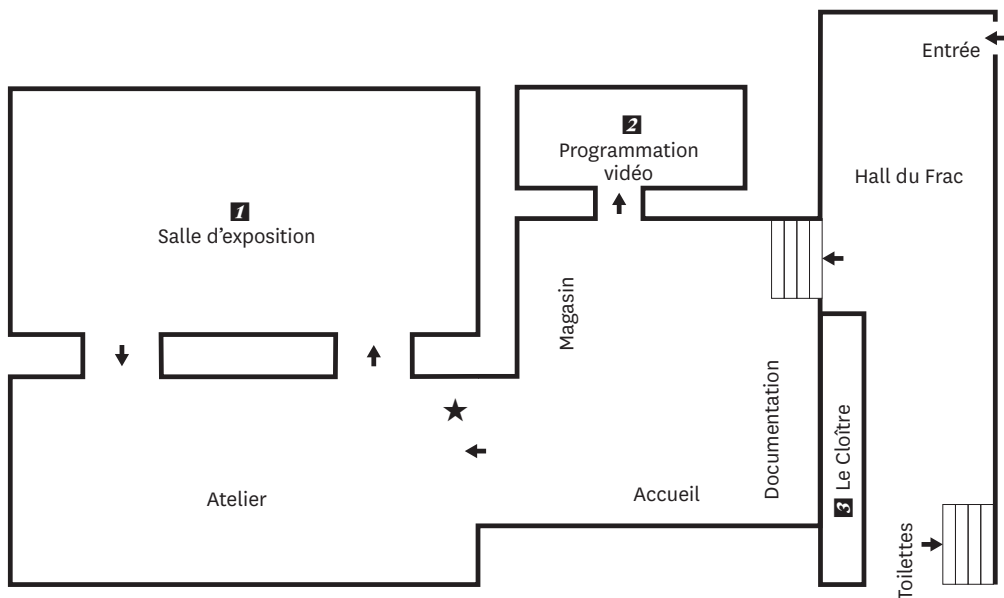 Entrée
2
Programmation
vidéo
Hall du Frac
1
Salle d'exposition
Magasin
Documentation
3 Le Cloître
Atelier
Accueil
Toilettes